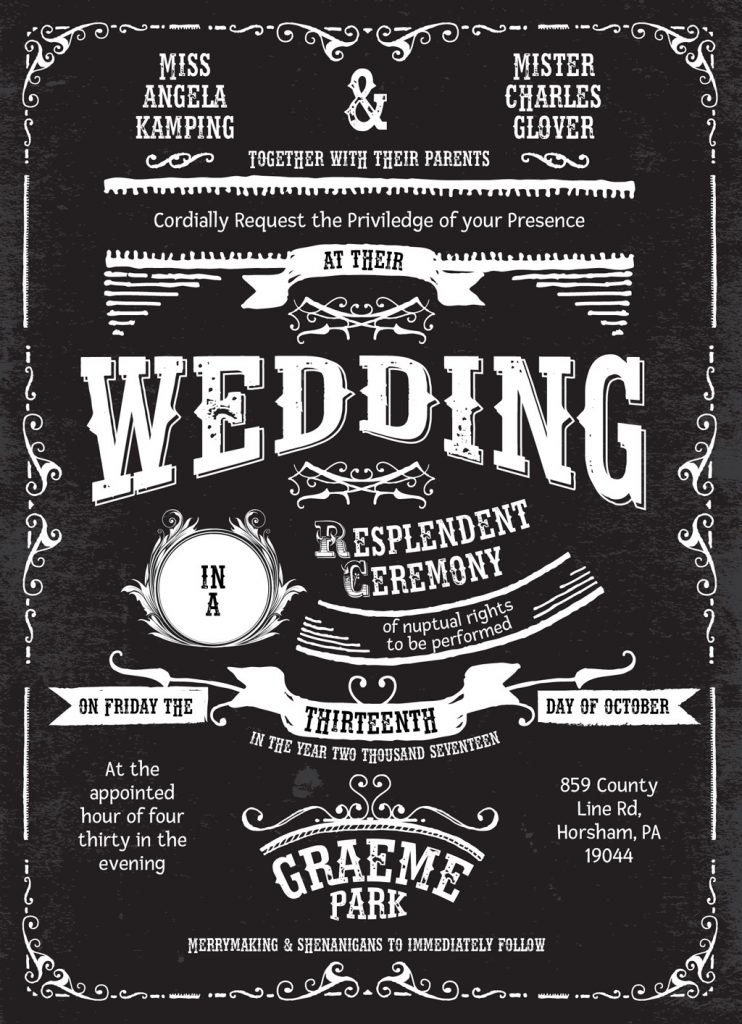 MISS
ANGELA
KAMPING
&
MISTER
CHARLES
GLOVER
TOGETHER WITH THEIR PARENTS
Cordially Request the Priviledge of your Presence
AT THEIR
WEDDING
IN
A
RESPLENDENT
CEREMONY
of nuptual rights
to be performed
ON FRIDAY THE
THIRTEENTH
DAY OF OCTOBER
IN THE YEAR TWO THOUSAND SEVENTEEN
At the
appointed
hour of four
thirty in the
evening
GRAEME
PARK
859 County
Line Rd,
Horsham, PA
19044
MERRYMAKING & SHENANIGANS TO IMMEDIATELY FOLLOW